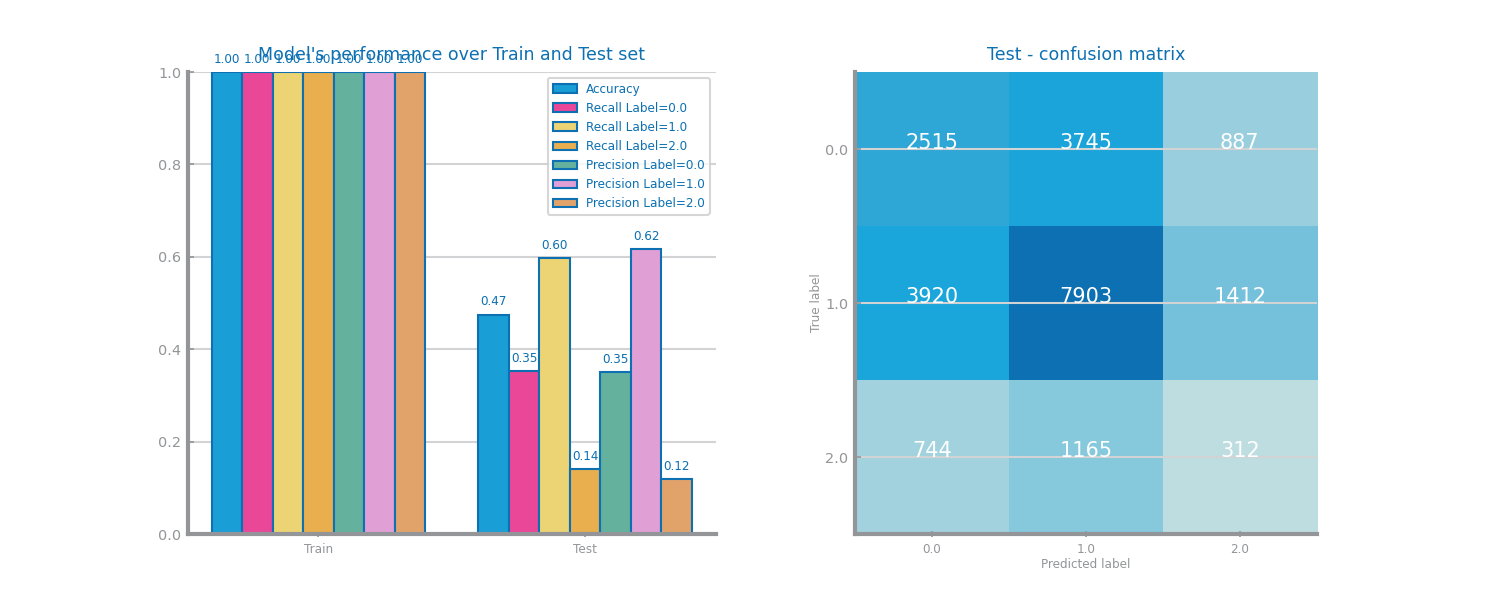 Model's performance over Train and Test set
1.00 1.00 1.00 1.00 1.00 1.00 1.00
1.0
0.8
0.6
0.4
0.2
0.0
Accuracy
Recall Label=0.0
Recall Label=1.0
Recall Label=2.0
Precision Label=0.0
Precision Label=1.0
Precision Label=2.0
0.47
0.35
0.60
0.14
0.35
0.62
0.12
Train Test
Test - confusion matrix
True label
0.0 2515 3745 887
1.0 3920 7903 1412
2.0 744 1165 312
0.0 1.0 2.0
Predicted label